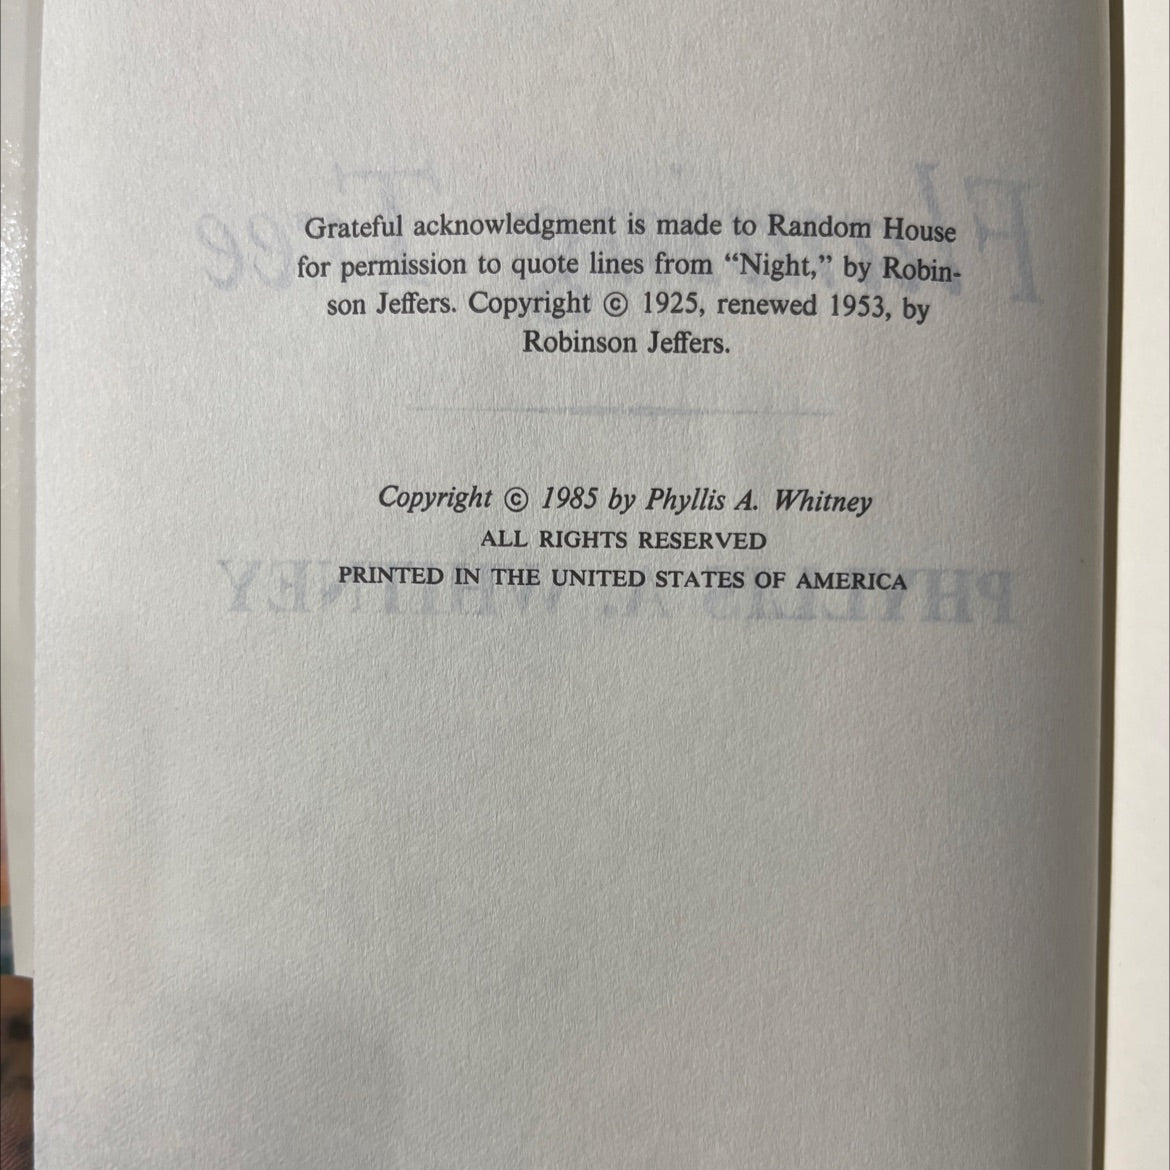 Grateful acknowledgment is made to Random House
for permission to quote lines from “Night,” by Robin-
son Jeffers. Copyright © 1925, renewed 1953, by
Robinson Jeffers.
Copyright © 1985 by Phyllis A. Whitney
ALL RIGHTS RESERVED
PRINTED IN THE UNITED STATES OF AMERICA